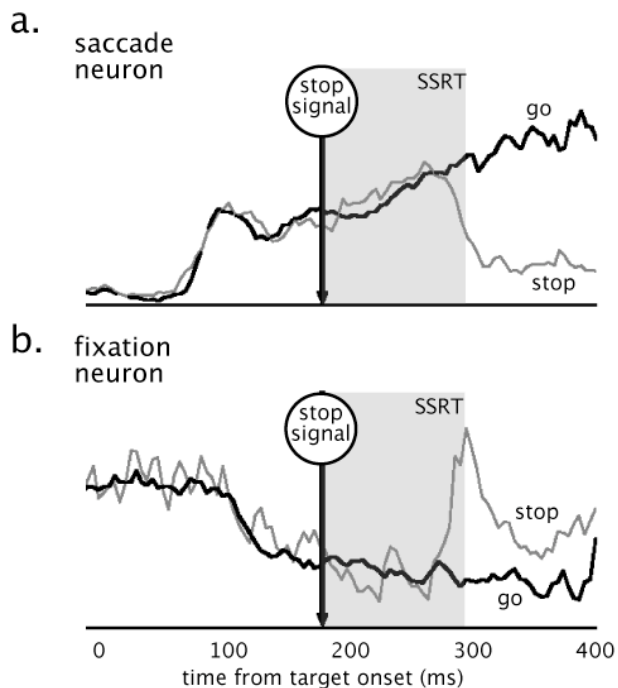 a.
saccade
neuron
stop
signal
SSRT
go
stop
b.
fixation
neuron
stop
signal
SSRT
stop
go
0 100 200 300 400
time from target onset (ms)